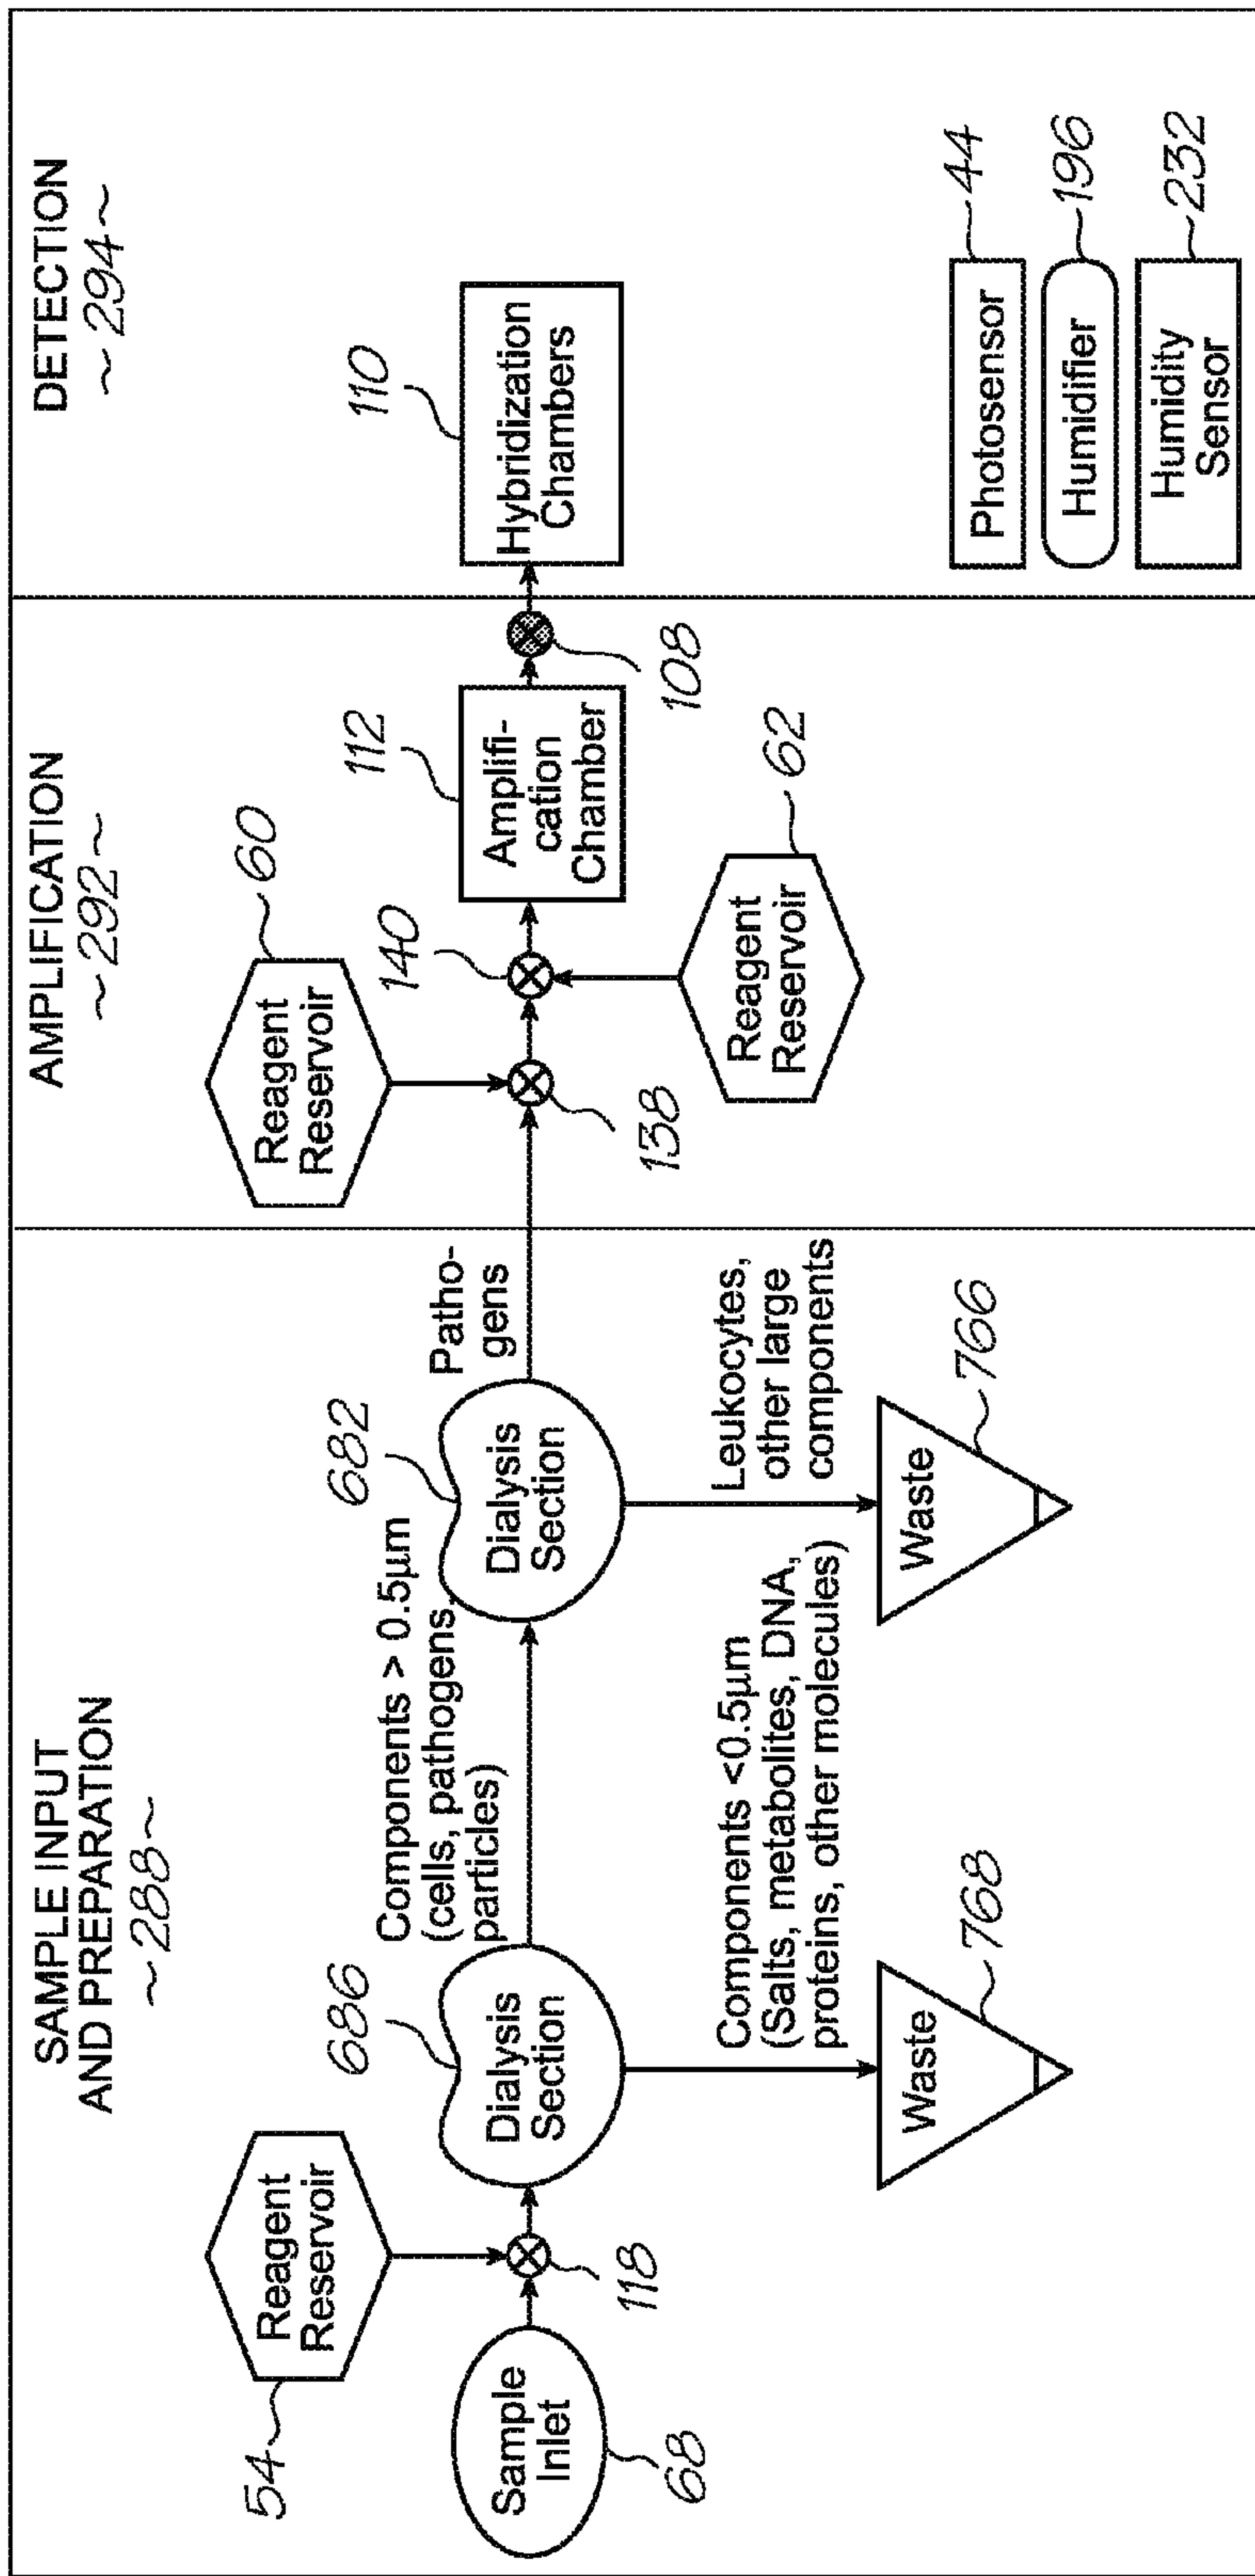 SAMPLE INPUT
AND PREPARATION
~288~
54
Reagent
Reservoir
Sample
Inlet
68
118
686
Dialysis
Section
Components > 0.5µm
(cells, pathogens,
particles)
Components <0.5µm
(Salts, metabolites, DNA,
proteins, other molecules)
Waste
768
682
Dialysis
Section
Patho-
gens
Leukocytes,
other large
components
Waste
766
AMPLIFICATION
~292~
60
Reagent
Reservoir
138
140
112
Amplifi-
cation
Chamber
108
Reagent
Reservoir
62
DETECTION
~294~
110
Hybridization
Chambers
Photosensor
44
Humidifier
196
Humidity
Sensor
232